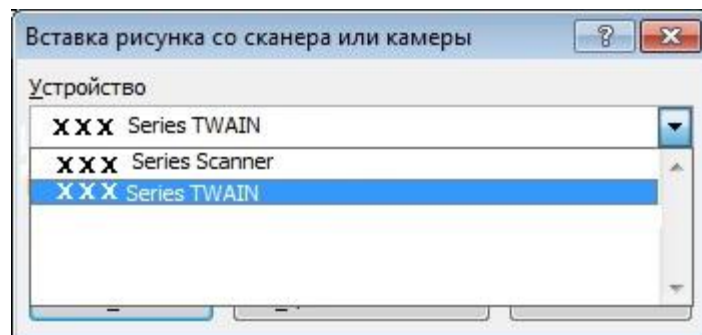 Вставка рисунка со сканера или камеры
Устройство
XXX Series TWAIN
XXX Series Scanner
XXX Series TWAIN